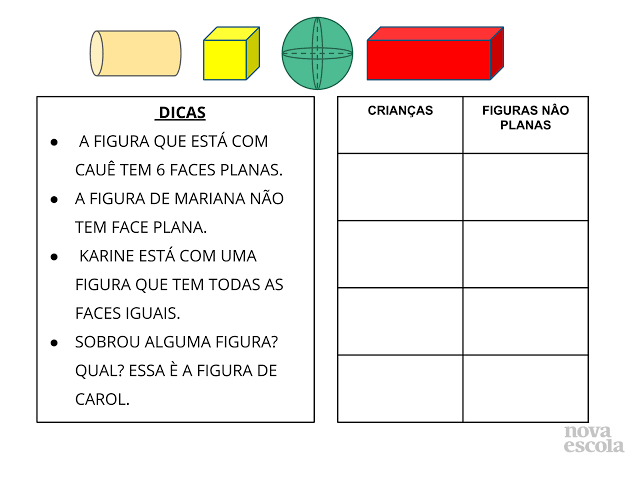 DICAS
● A FIGURA QUE ESTÁ COM
CAUÊ TEM 6 FACES PLANAS.
● A FIGURA DE MARIANA NÃO
TEM FACE PLANA.
● KARINE ESTÁ COM UMA
FIGURA QUE TEM TODAS AS
FACES IGUAIS.
● SOBROU ALGUMA FIGURA?
QUAL? ESSA È A FIGURA DE
CAROL.
CRIANÇAS
FIGURAS NÂO
PLANAS
nova
escola